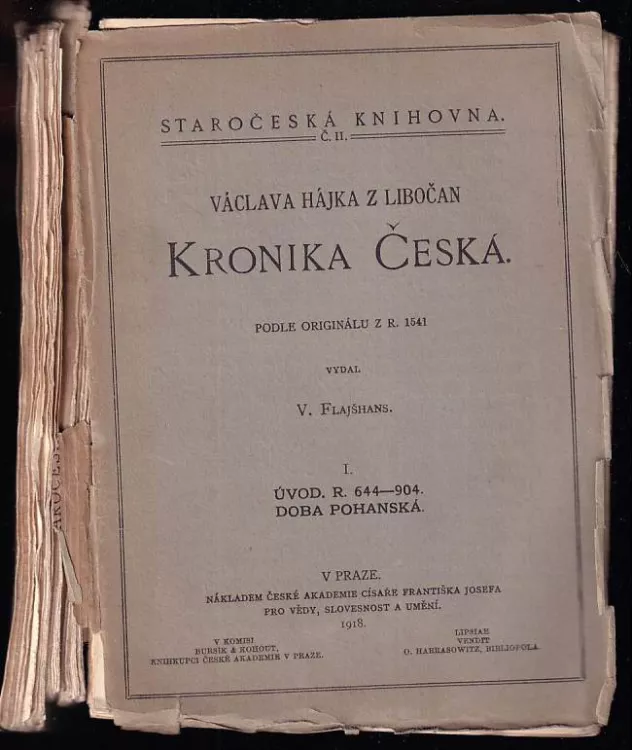 STAROČESKÁ KNIHOVNA.
Č. II.
VÁCLAVA HÁJKA Z LIBOČAN
KRONIKA ČESKÁ.
PODLE ORIGINÁLU Z R. 1541
VYDAL
V. FLAJŠHANS.
I.
ÚVOD. R. 644—904.
DOBA POHANSKÁ.
V PRAZE.
NÁKLADEM ČESKÉ AKADEMIE CÍSAŘE FRANTIŠKA JOSEFA
PRO VĚDY, SLOVESNOST A UMĚNÍ.
1918.
V KOMISI
BURSÍK & KOHOUT,
KNIHKUPCI ČESKÉ AKADEMIE V PRAZE.
LIPSIAE
VENDIT
O. HARRASOWITZ, BIBLIOPOLA.